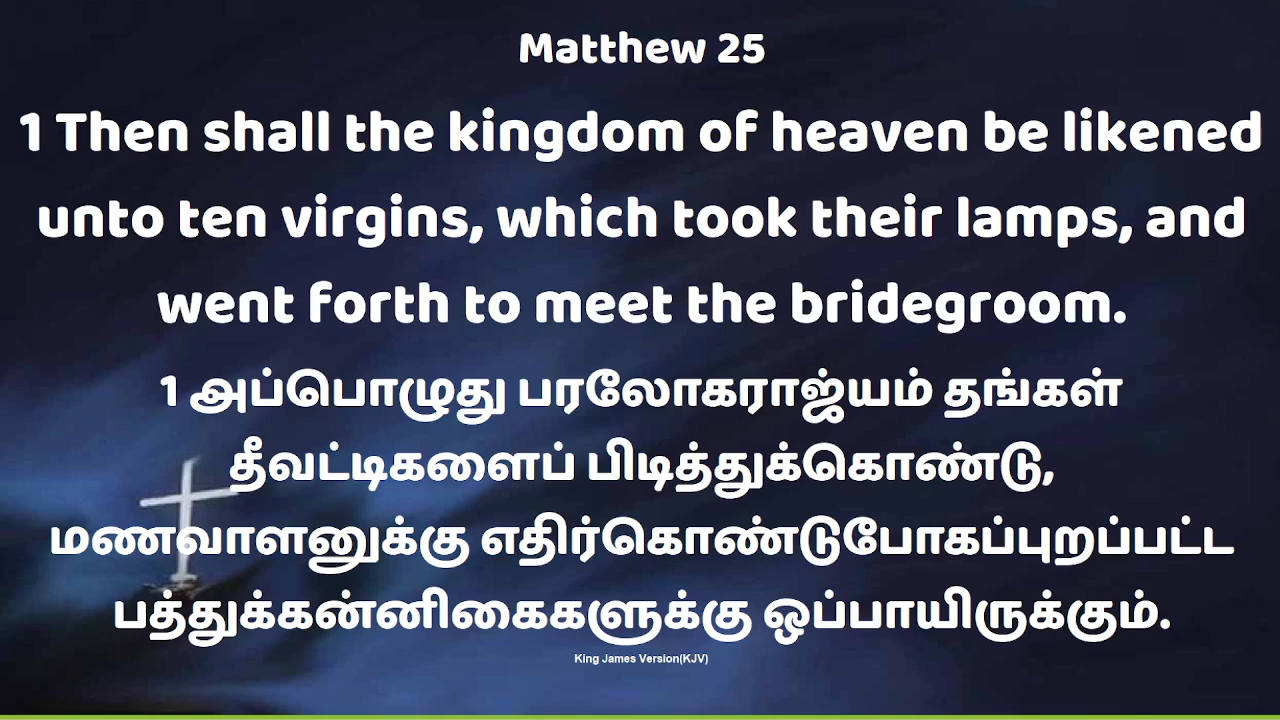 Matthew 25
1 Then shall the kingdom of heaven be likened
unto ten virgins, which took their lamps, and
went forth to meet the bridegroom.
1 அப்பொழுது பரலோகராஜ்யம் தங்கள்
தீவட்டிகளைப் பிடித்துக்கொண்டு,
மணவாளனுக்கு எதிர்கொண்டுபோகப்புறப்பட்ட
பத்துக்கன்னிகைகளுக்கு ஒப்பாயிருக்கும்.
King James Version(KJV)